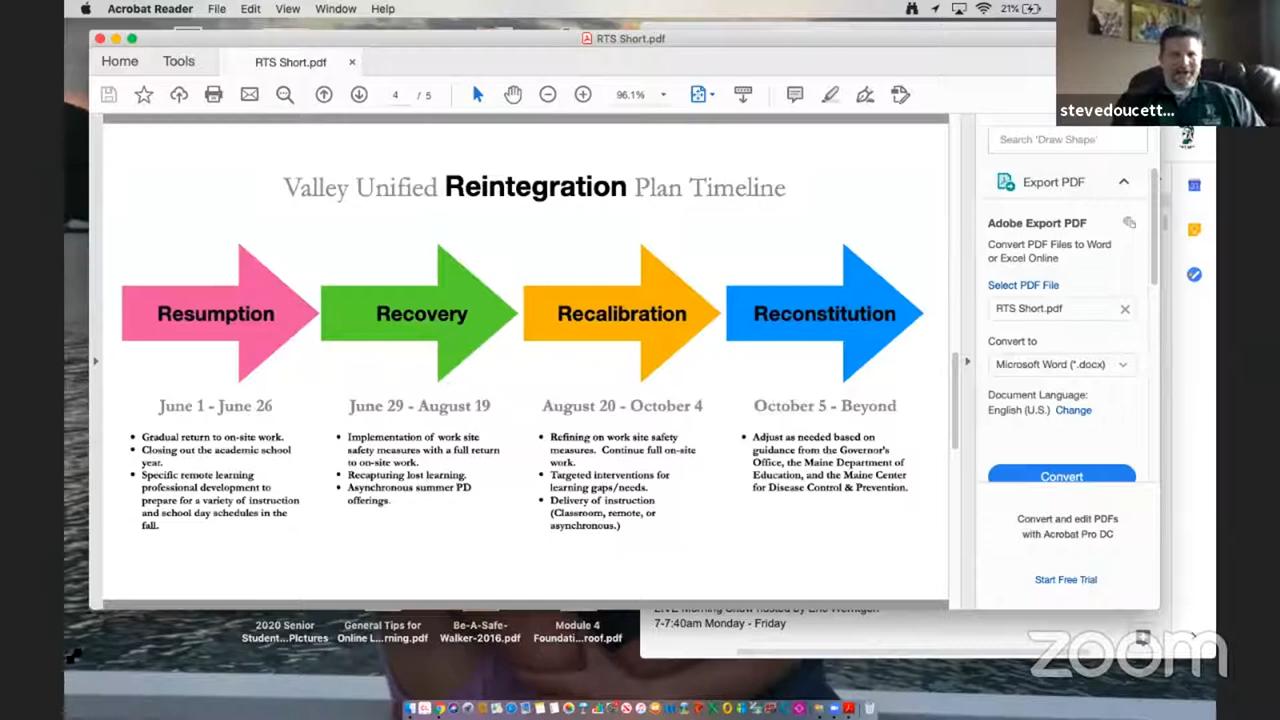 Acrobat Reader File Edit View Window Help
21%
RTS Short.pdf
Home Tools RTS Short.pdf ×
4 / 5 96.1%
stevedoucett...
Search 'Draw Shape'
Export PDF
Adobe Export PDF
Convert PDF Files to Word
or Excel Online
Select PDF File
RTS Short.pdf
Convert to
Microsoft Word (*.docx)
Document Language:
English (U.S.) Change
Convert
Convert and edit PDFs
with Acrobat Pro DC
Start Free Trial
Valley Unified Reintegration Plan Timeline
Resumption
Recovery
Recalibration
Reconstitution
June 1 - June 26
• Gradual return to on-site work.
• Closing out the academic school
year.
• Specific remote learning
professional development to
prepare for a variety of instruction
and school day schedules in the
fall.
June 29 - August 19
• Implementation of work site
safety measures with a full return
to on-site work.
• Recapturing lost learning.
• Asynchronous summer PD
offerings.
August 20 - October 4
• Refining on work site safety
measures. Continue full on-site
work.
• Targeted interventions for
learning gaps/needs.
• Delivery of instruction
(Classroom, remote, or
asynchronous.)
October 5 - Beyond
• Adjust as needed based on
guidance from the Governor's
Office, the Maine Department of
Education, and the Maine Center
for Disease Control & Prevention.
2020 Senior
Student...PIctures
General Tips for
Online L...rning.pdf
Be-A-Safe-
Walker-2016.pdf
Module 4
Foundati...roof.pdf
7-7:40am Monday - Friday
zoom